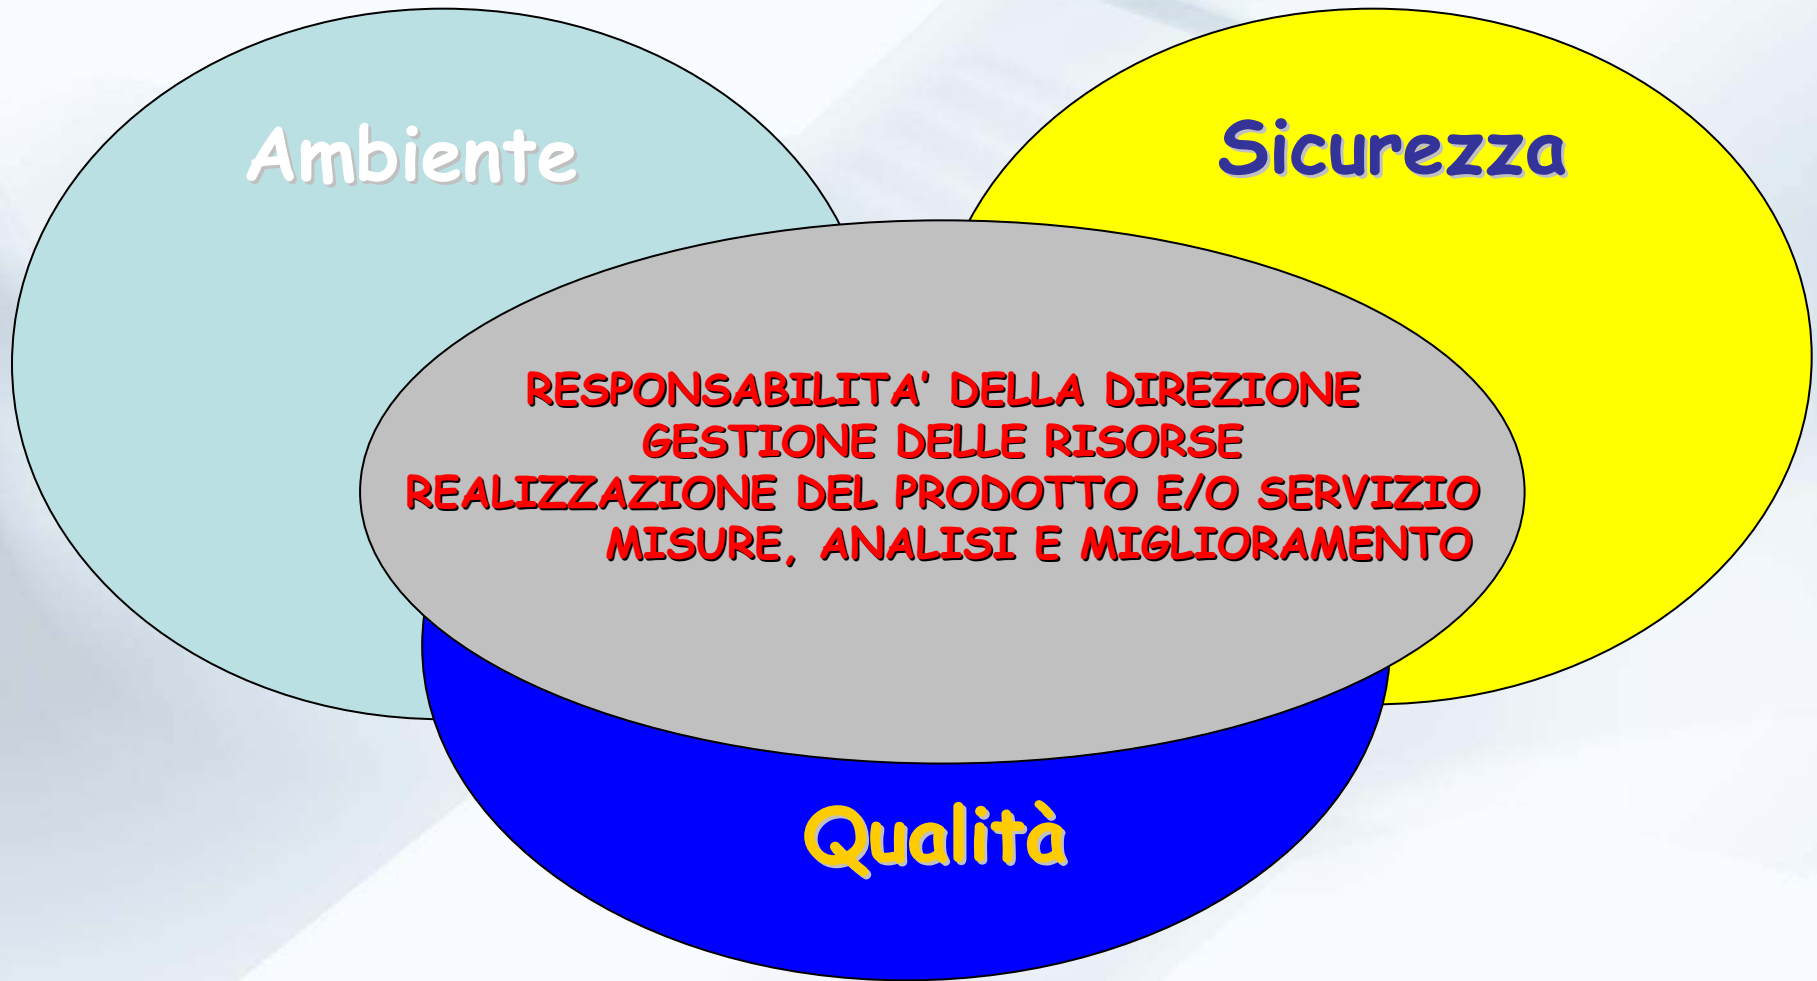 Ambiente
Sicurezza
RESPONSABILITA’ DELLA DIREZIONE
GESTIONE DELLE RISORSE
REALIZZAZIONE DEL PRODOTTO E/O SERVIZIO
MISURE, ANALISI E MIGLIORAMENTO
Qualità